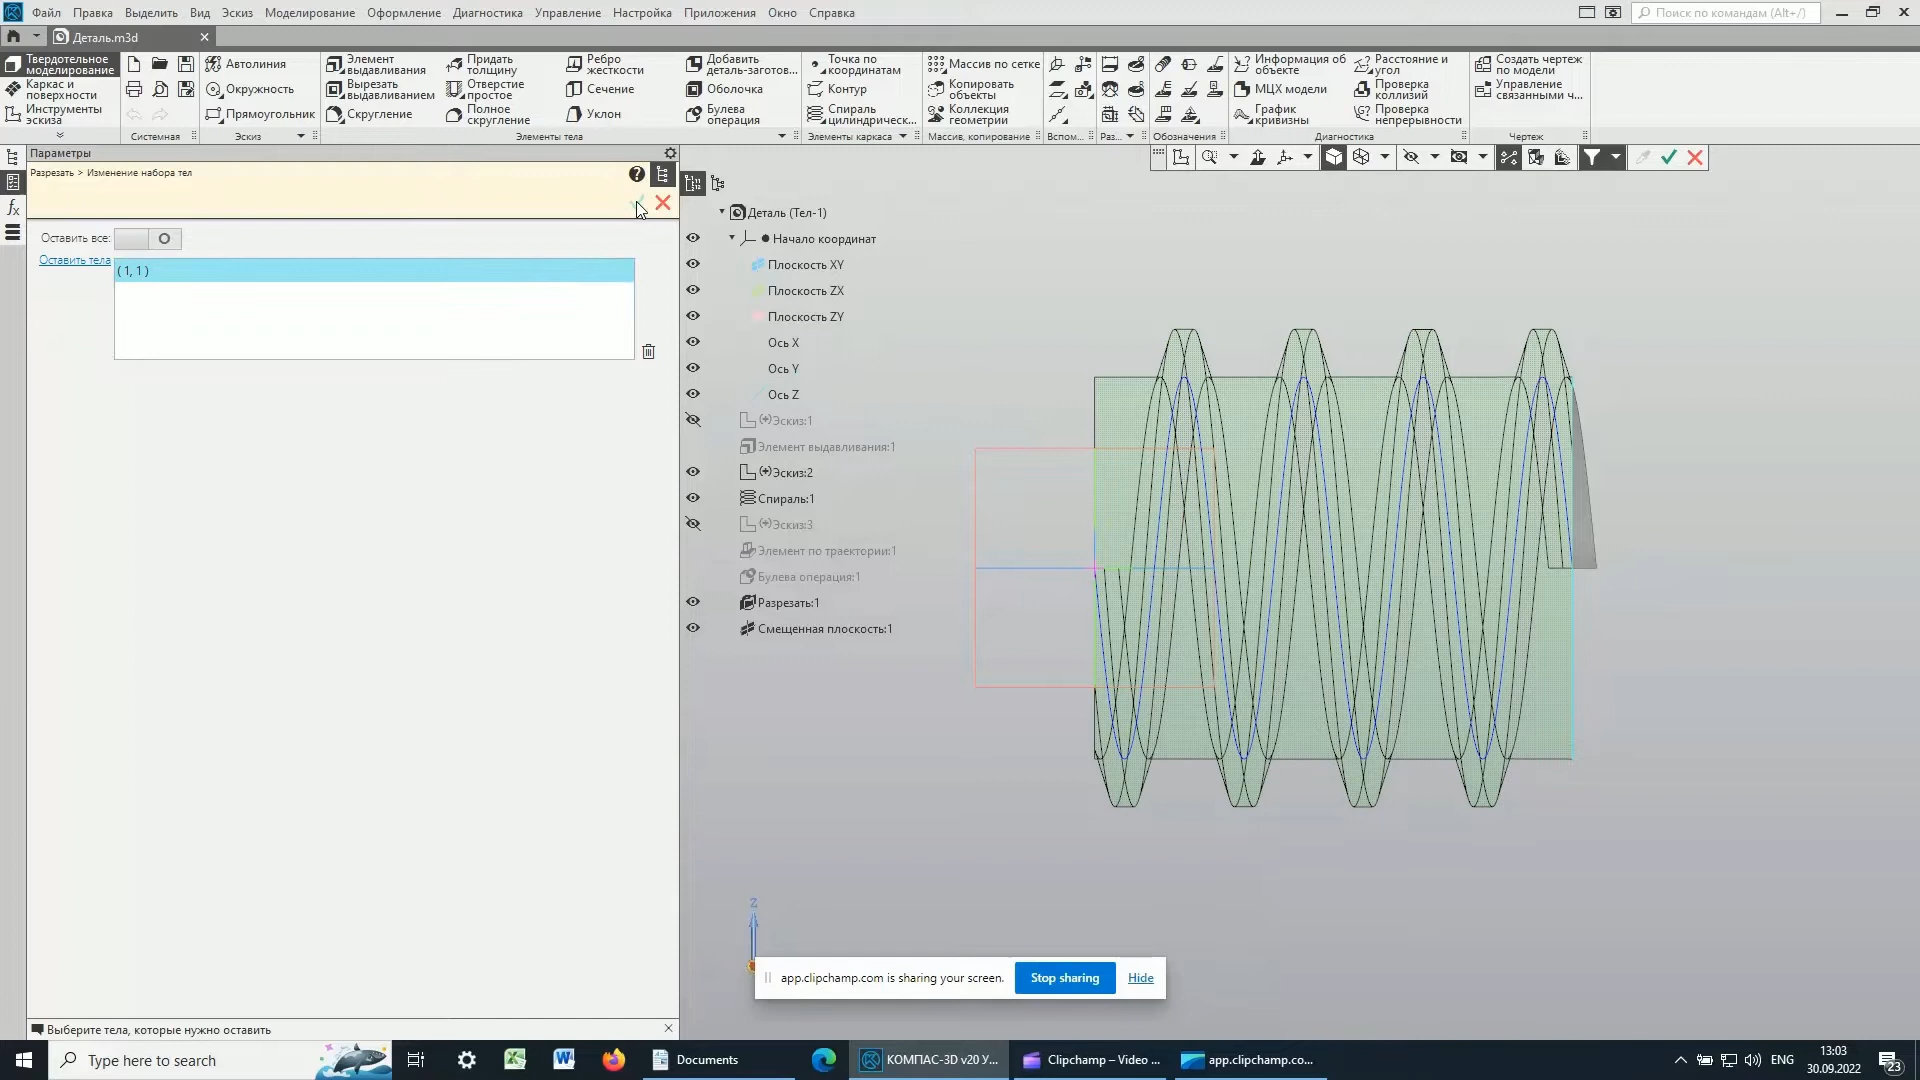 Файл Правка Выделить Вид Эскиз Моделирование Оформление Диагностика Управление Настройка Приложения Окно Справка
Поиск по командам (Alt+/)
Деталь.m3d
Твердотельное моделирование
Каркас и поверхности
Инструменты эскиза
Системная
Автолиния
Окружность
Прямоугольник
Эскиз
Элемент выдавливания
Вырезать выдавливанием
Скругление
Придать толщину
Отверстие простое
Полное скругление
Ребро жесткости
Сечение
Уклон
Добавить деталь-заготов...
Оболочка
Булева операция
Элементы тела
Точка по координатам
Контур
Спираль цилиндрическ...
Элементы каркаса
Массив по сетке
Копировать объекты
Коллекция геометрии
Массив, копирование
Вспом...
Раз...
Обозначения
Информация об объекте
МЦХ модели
График кривизны
Расстояние и угол
Проверка коллизий
Проверка непрерывности
Диагностика
Создать чертеж по модели
Управление связанными ч...
Чертеж
Параметры
Разрезать > Изменение набора тел
Оставить все:
Оставить тела
( 1, 1 )
Деталь (Тел-1)
Начало координат
Плоскость XY
Плоскость ZX
Плоскость ZY
Ось X
Ось Y
Ось Z
(+)Эскиз:1
Элемент выдавливания:1
(+)Эскиз:2
Спираль:1
(+)Эскиз:3
Элемент по траектории:1
Булева операция:1
Разрезать:1
Смещенная плоскость:1
Z
app.clipchamp.com is sharing your screen. Stop sharing Hide
Выберите тела, которые нужно оставить
Type here to search
Documents
КОМПАС-3D v20 У...
Clipchamp – Video ...
app.clipchamp.co...
ENG
13:03
30.09.2022
23